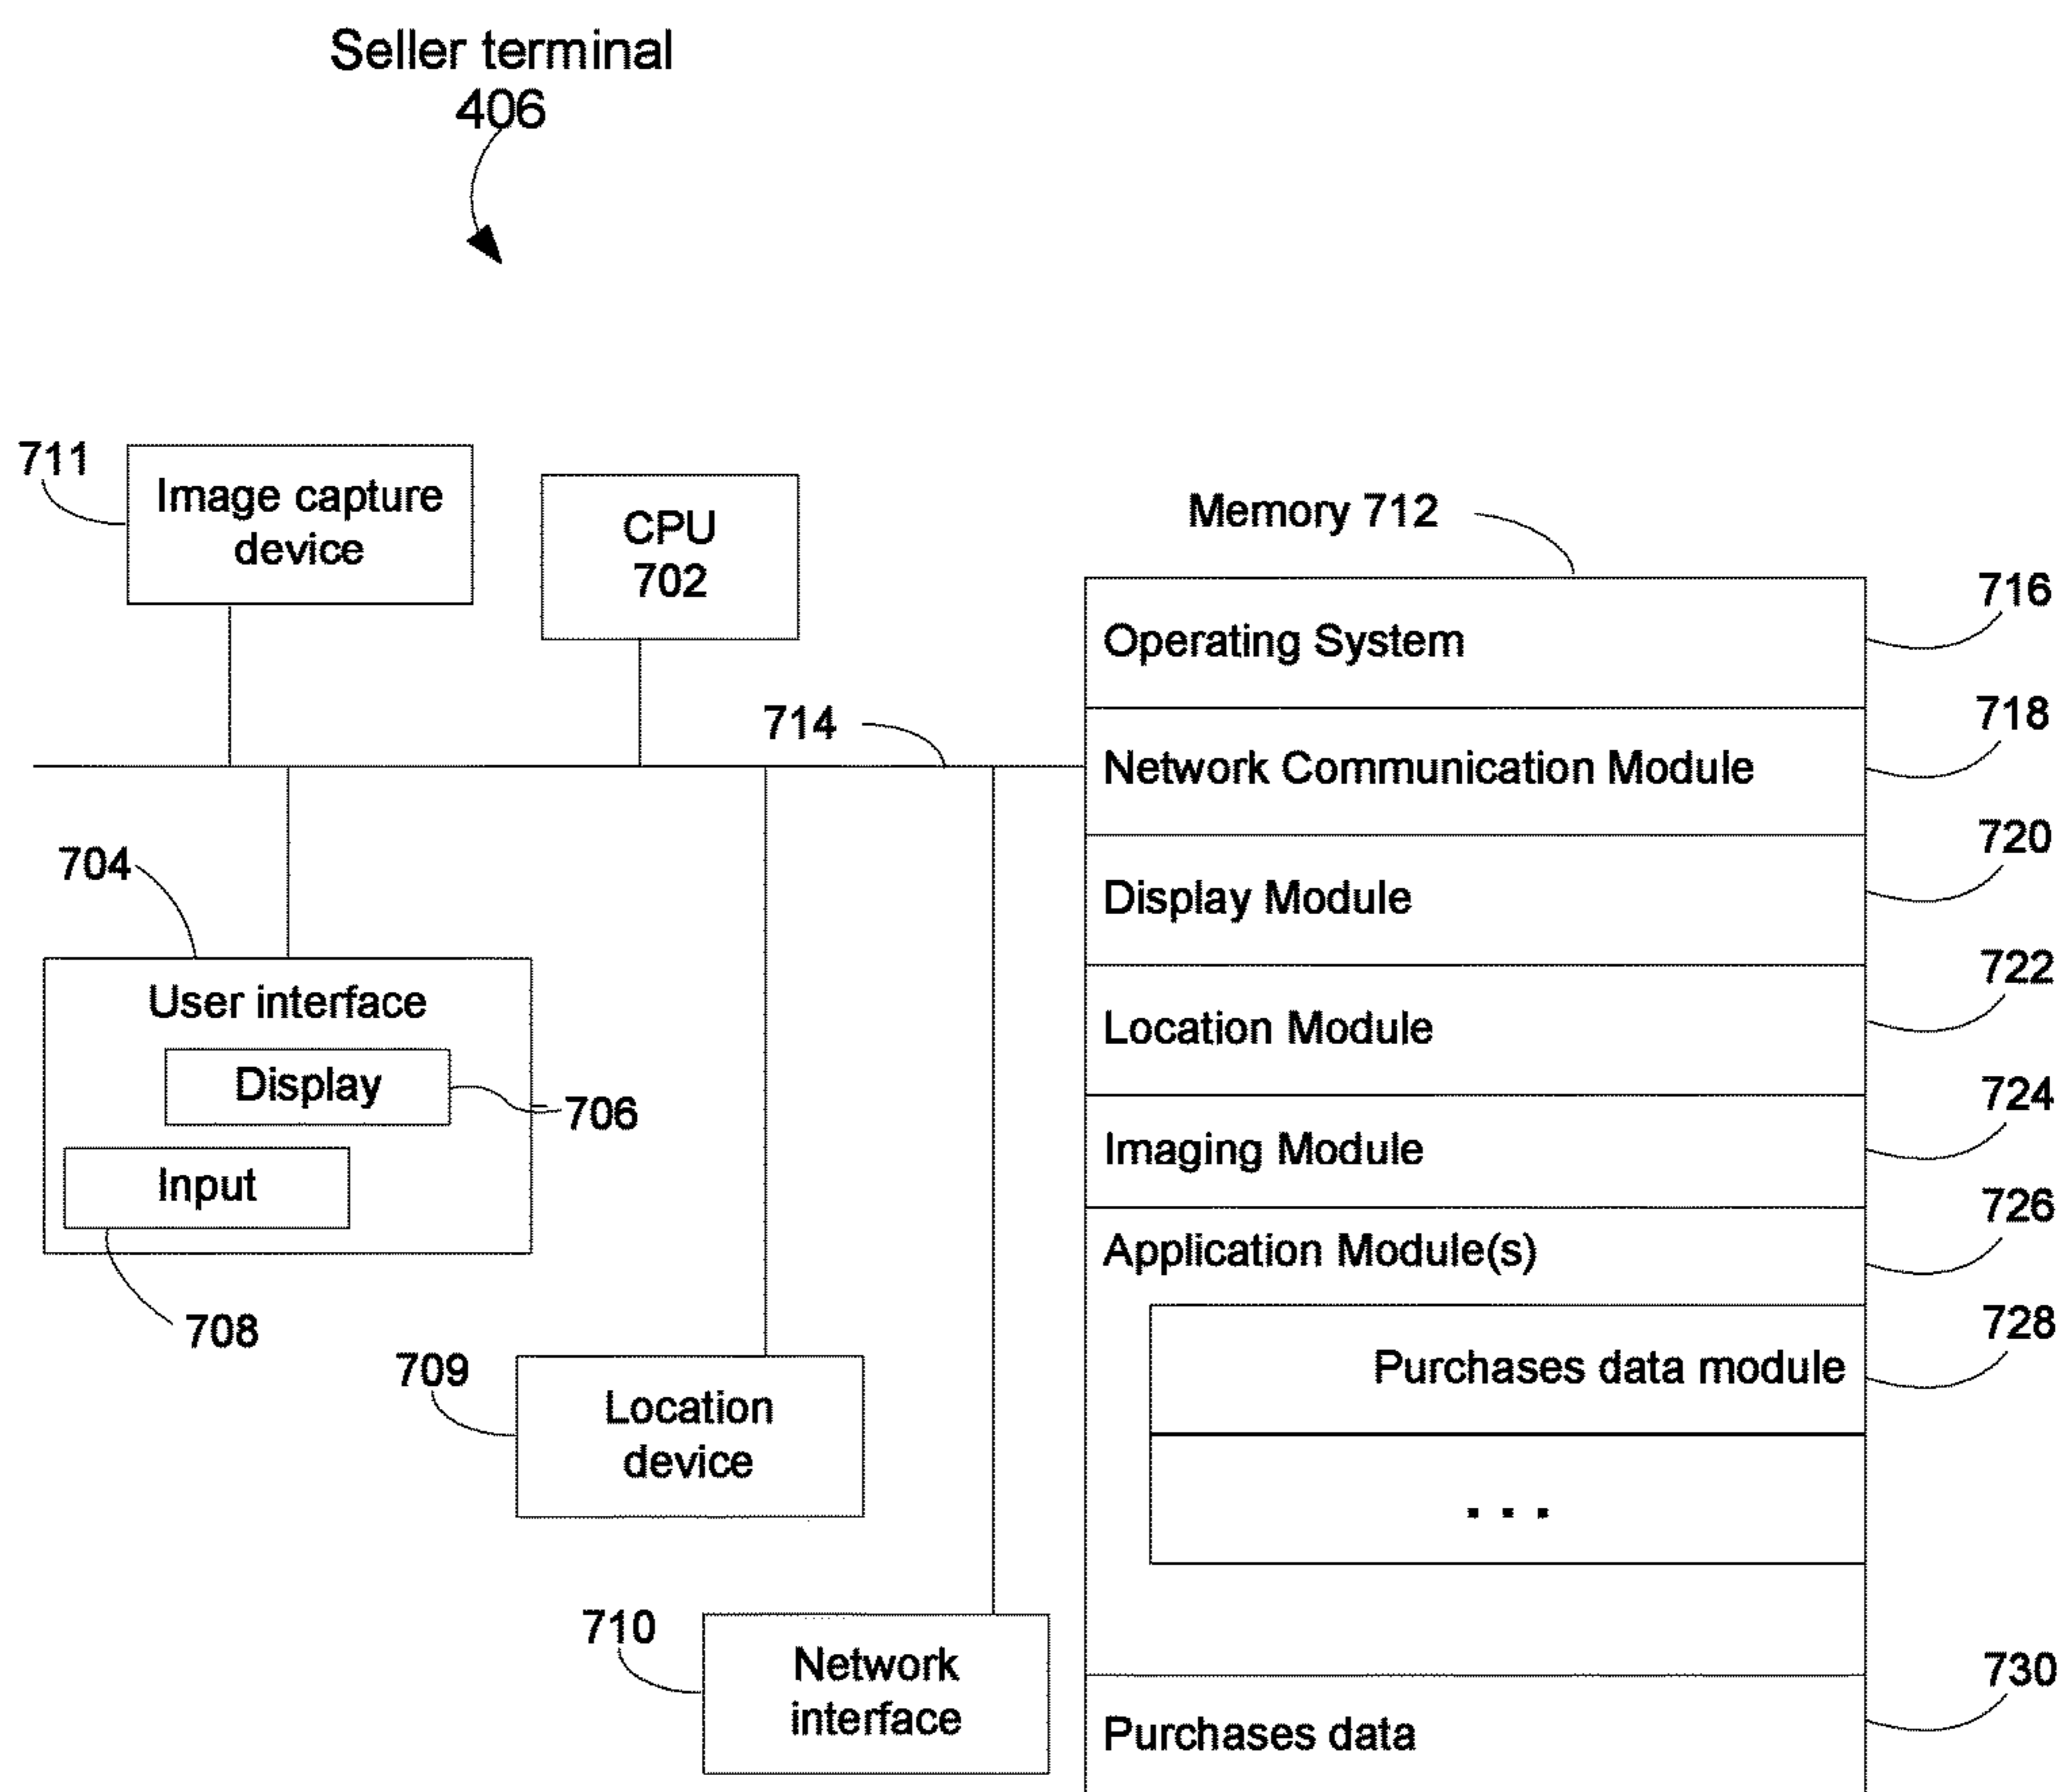 Seller terminal
406
711
Image capture
device
CPU
702
Memory 712
716
Operating System
714
718
Network Communication Module
720
Display Module
704
User interface
Display
706
Input
708
722
Location Module
724
Imaging Module
726
Application Module(s)
728
Purchases data module
709
Location
device
. . .
710
Network
interface
730
Purchases data